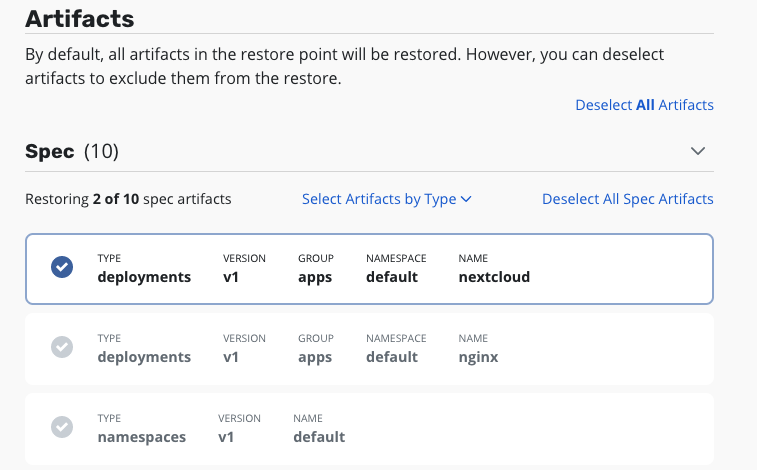 Artifacts
By default, all artifacts in the restore point will be restored. However, you can deselect
artifacts to exclude them from the restore.
Deselect All Artifacts
Spec (10)
Restoring 2 of 10 spec artifacts Select Artifacts by Type Deselect All Spec Artifacts
TYPE VERSION GROUP NAMESPACE NAME
deployments v1 apps default nextcloud
TYPE VERSION GROUP NAMESPACE NAME
deployments v1 apps default nginx
TYPE VERSION NAME
namespaces v1 default